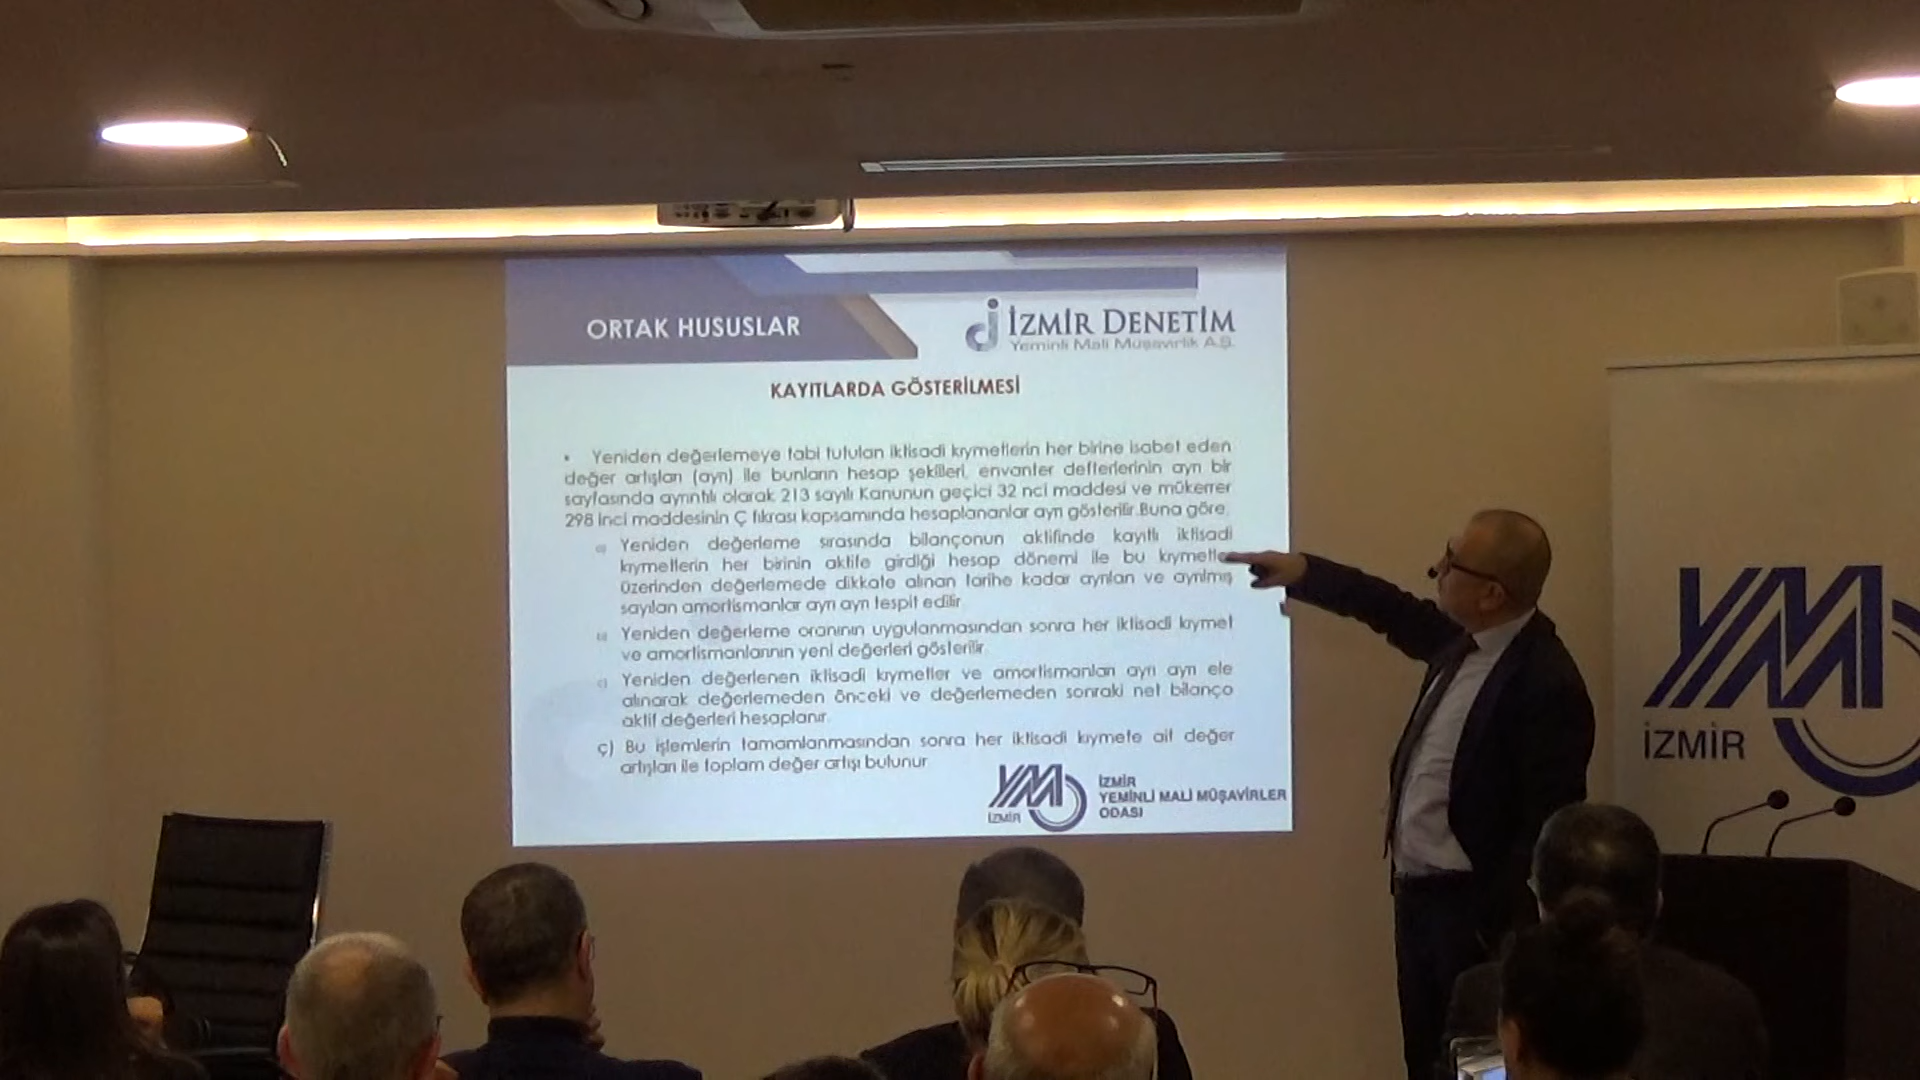 ORTAK HUSUSLAR
İZMİR DENETİM
Yeminli Mali Müşavirlik A.Ş.
KAYITLARDA GÖSTERİLMESİ
• Yeniden değerlemeye tabi tutulan iktisadi kıymetlerin her birine isabet eden
değer artışları (ayrı) ile bunların hesap şekilleri, envanter defterlerinin ayrı bir
sayfasında ayrıntılı olarak 213 sayılı Kanunun geçici 32 nci maddesi ve mükerrer
298 inci maddesinin Ç fıkrası kapsamında hesaplananlar ayrı gösterilir.Buna göre,
a) Yeniden değerleme sırasında bilançonun aktifinde kayıtlı iktisadi
kıymetlerin her birinin aktife girdiği hesap dönemi ile bu kıymetler
üzerinden değerlemede dikkate alınan tarihe kadar ayrılan ve ayrılmış
sayılan amortismanlar ayrı ayrı tespit edilir.
b) Yeniden değerleme oranının uygulanmasından sonra her iktisadi kıymet
ve amortismanlarının yeni değerleri gösterilir.
c) Yeniden değerlenen iktisadi kıymetler ve amortismanları ayrı ayrı ele
alınarak değerlemeden önceki ve değerlemeden sonraki net bilanço
aktif değerleri hesaplanır.
ç) Bu işlemlerin tamamlanmasından sonra her iktisadi kıymete ait değer
artışları ile toplam değer artışı bulunur
YMMO
İZMİR
İZMİR
YEMİNLİ MALİ MÜŞAVİRLER
ODASI
YMMO
İZMİR